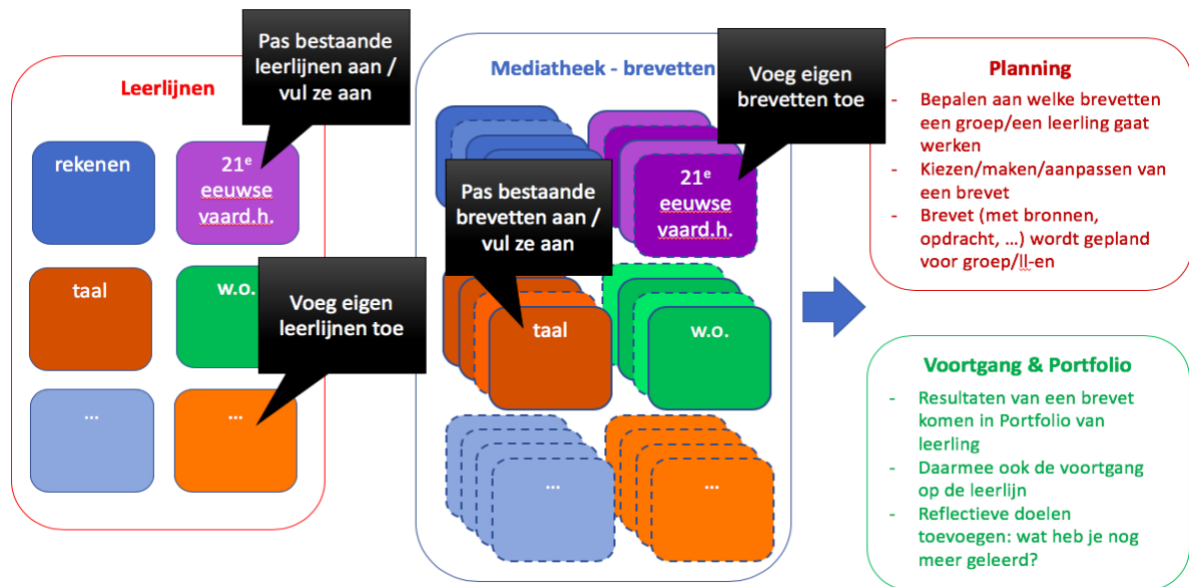 Leerlijnen
Pas bestaande
leerlijnen aan /
vul ze aan
rekenen
21e
eeuwse
vaard.h.
taal
w.o.
Voeg eigen
leerlijnen toe
...
...
Mediatheek - brevetten
Voeg eigen
brevetten toe
21e
eeuwse
vaard.h.
Pas bestaande
brevetten aan /
vul ze aan
taal
w.o.
...
...
Planning
- Bepalen aan welke brevetten
een groep/een leerling gaat
werken
- Kiezen/maken/aanpassen van
een brevet
- Brevet (met bronnen,
opdracht, ...) wordt gepland
voor groep/ll-en
Voortgang & Portfolio
- Resultaten van een brevet
komen in Portfolio van
leerling
- Daarmee ook de voortgang
op de leerlijn
- Reflectieve doelen
toevoegen: wat heb je nog
meer geleerd?